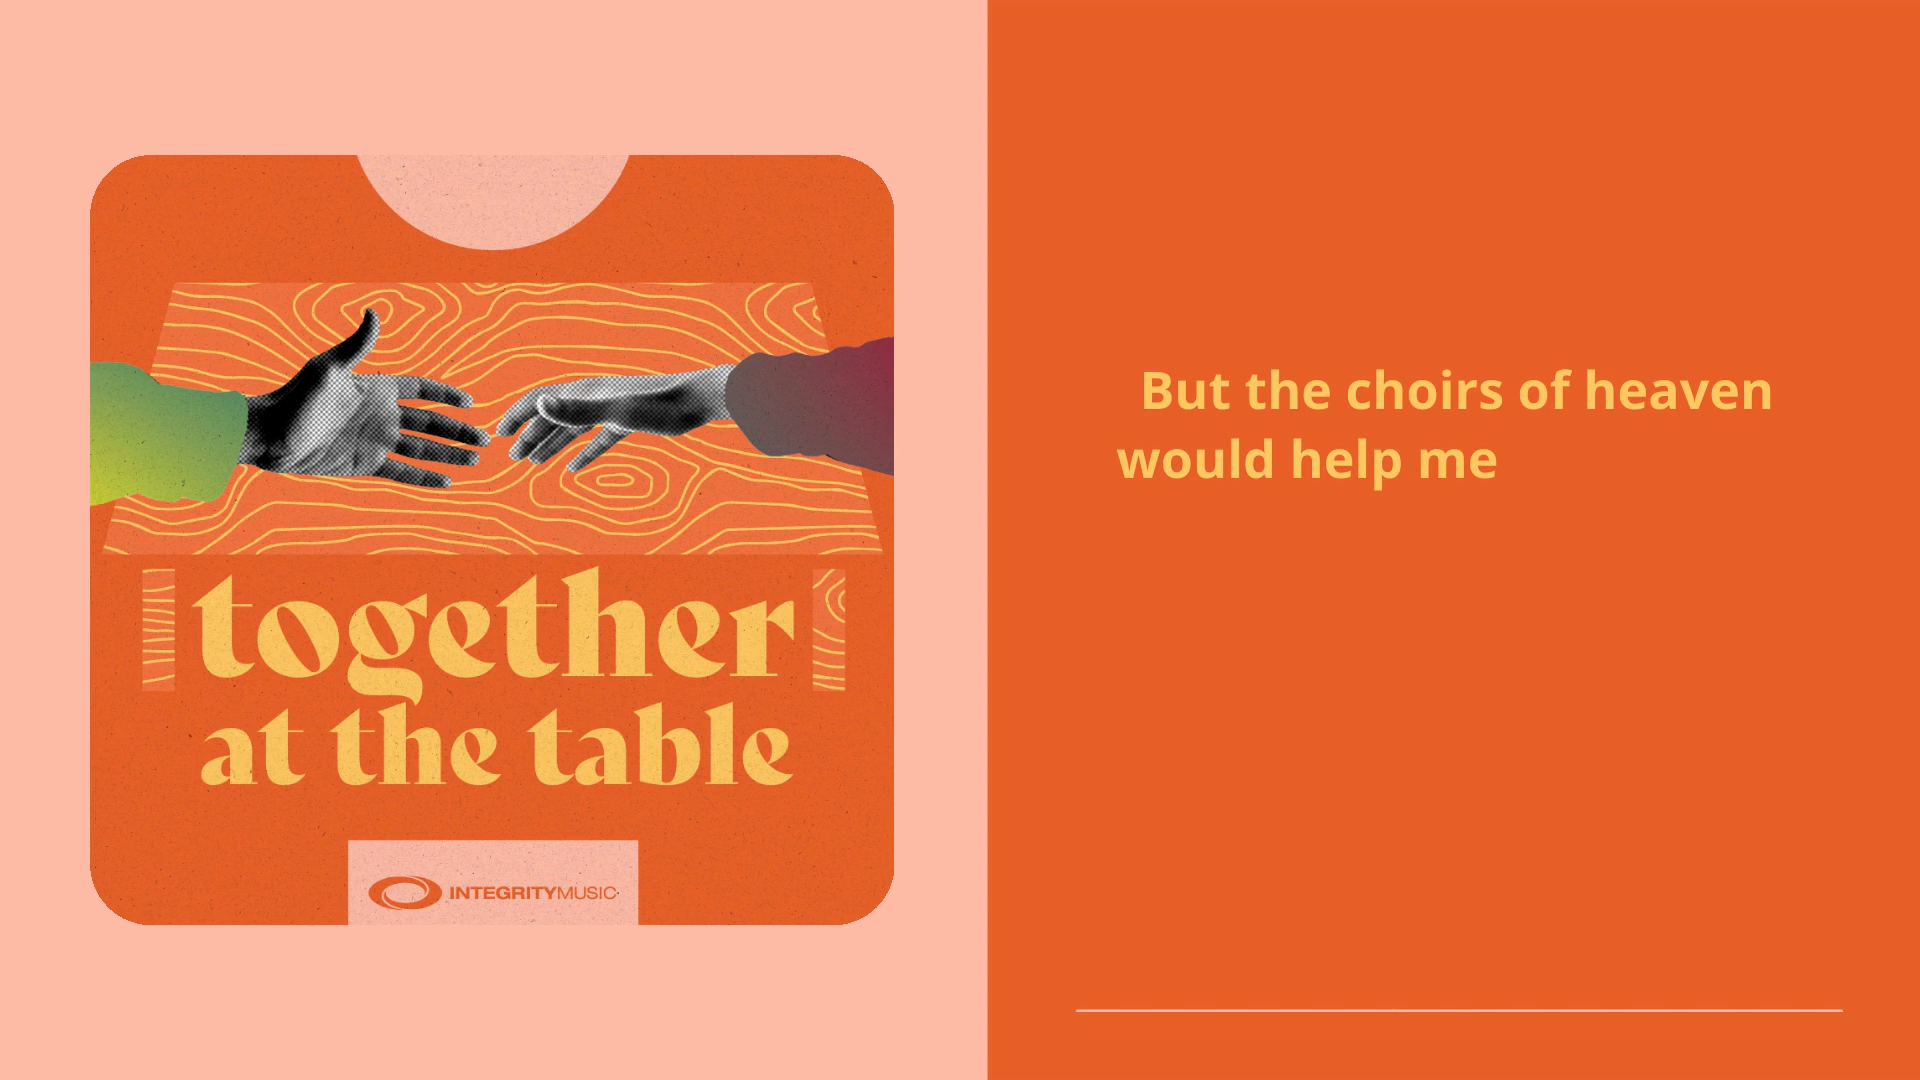 together
at the table
INTEGRITYMUSIC
But the choirs of heaven
would help me